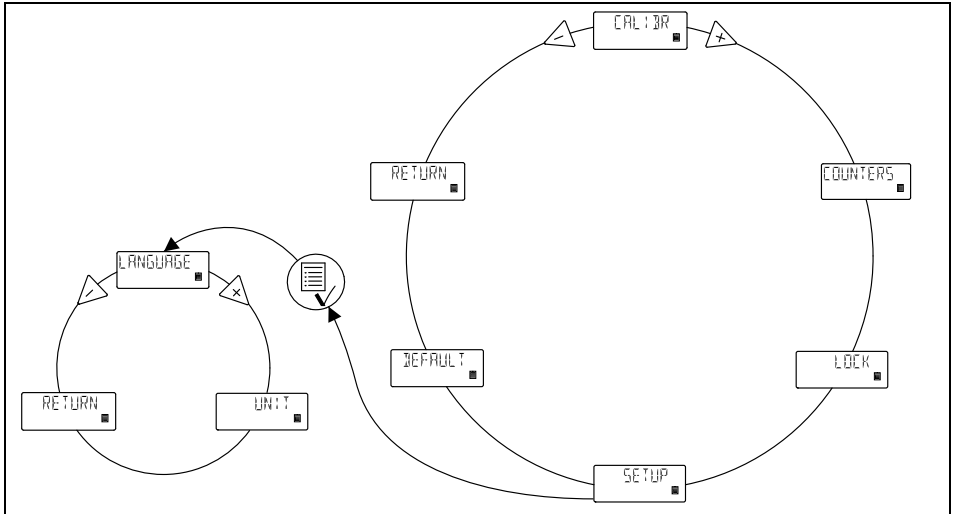 CALIBR
-
+
RETURN
COUNTERS
LANGUAGE
-
+
DEFAULT
LOCK
RETURN
UNIT
SETUP